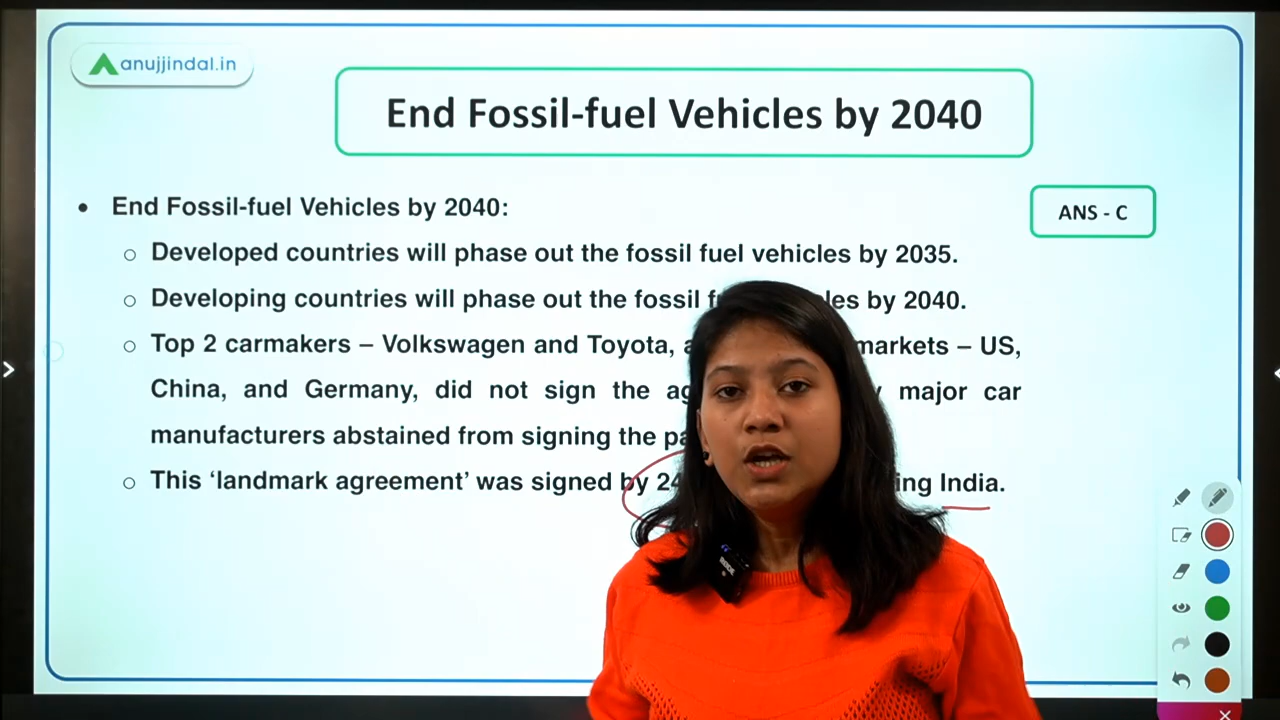 anujjindal.in
End Fossil-fuel Vehicles by 2040
• End Fossil-fuel Vehicles by 2040:
ANS - C
○ Developed countries will phase out the fossil fuel vehicles by 2035.
○ Developing countries will phase out the fossil by 2040.
○ Top 2 carmakers – Volkswagen and Toyota, markets – US,
China, and Germany, did not sign the major car
manufacturers abstained from signing the
○ This ‘landmark agreement’ was signed by India.